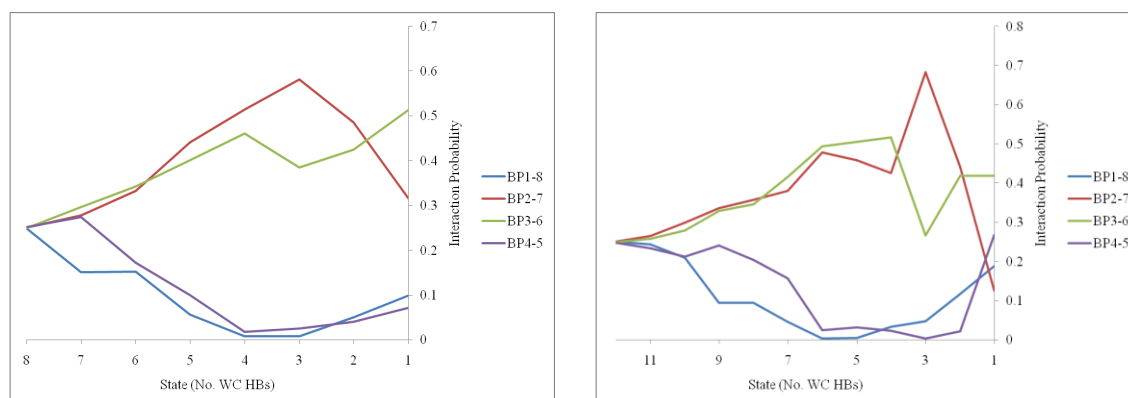 0.7
0.6
0.5
0.4
0.3
0.2
0.1
0
Interaction Probability
BP1-8
BP2-7
BP3-6
BP4-5
8 7 6 5 4 3 2 1
State (No. WC HBs)
0.8
0.7
0.6
0.5
0.4
0.3
0.2
0.1
0
Interaction Probability
BP1-8
BP2-7
BP3-6
BP4-5
11 9 7 5 3 1
State (No. WC HBs)